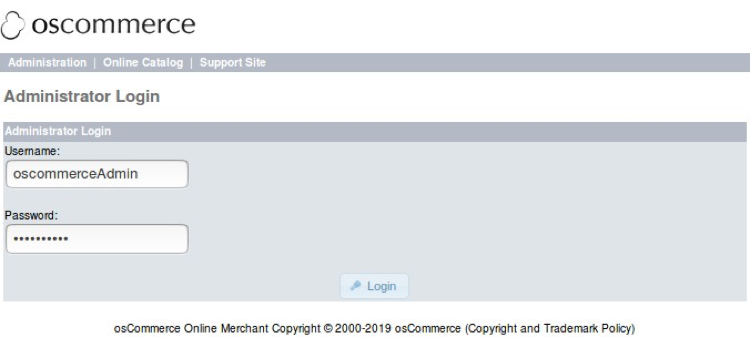 oscommerce
Administration | Online Catalog | Support Site
Administrator Login
Administrator Login
Username:
oscommerceAdmin
Password:
••••••••••
Login
osCommerce Online Merchant Copyright © 2000-2019 osCommerce (Copyright and Trademark Policy)